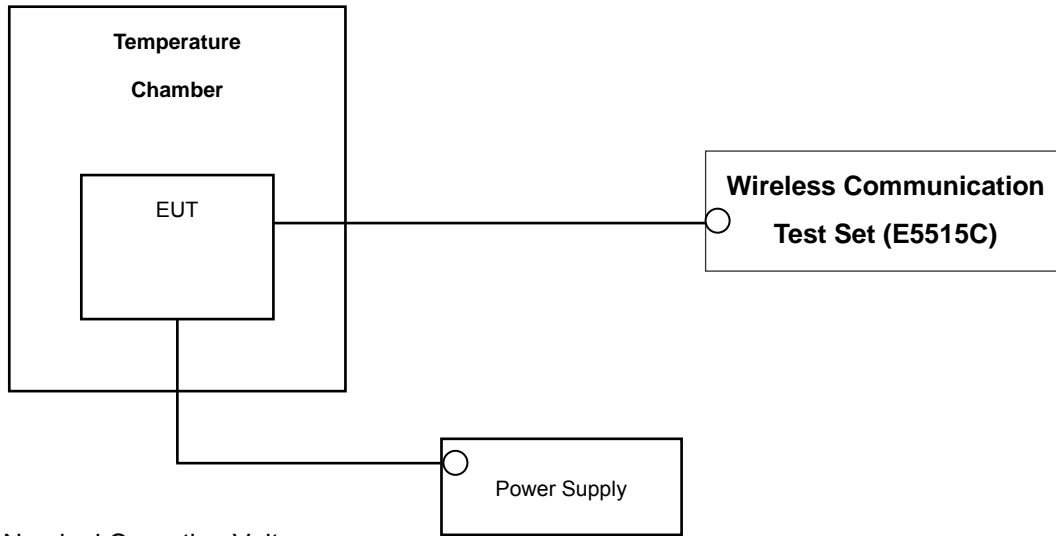 Temperature
Chamber
EUT
Wireless Communication
Test Set (E5515C)
Power Supply